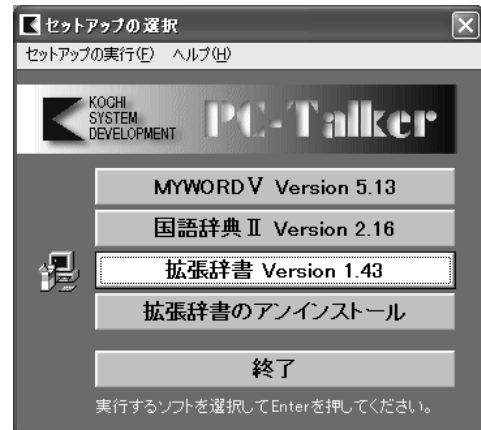 セットアップの選択
セットアップの実行(F) ヘルプ(H)
KOCHI
SYSTEM
DEVELOPMENT
PC-Talker
MYWORDⅤ Version 5.13
国語辞典Ⅱ Version 2.16
拡張辞書 Version 1.43
拡張辞書のアンインストール
終了
実行するソフトを選択してEnterを押してください。